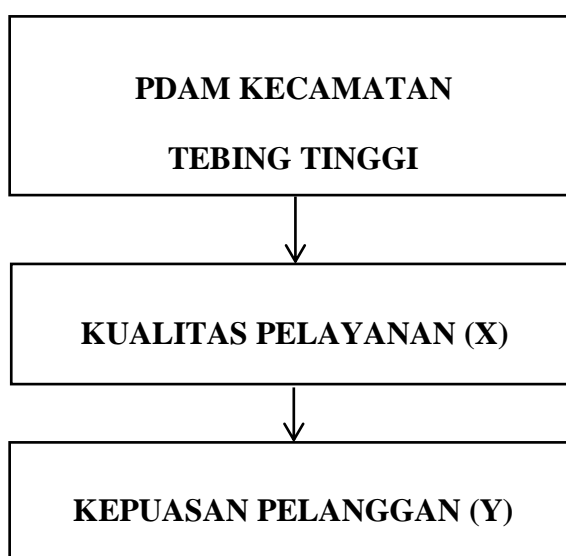 PDAM KECAMATAN
TEBING TINGGI
KUALITAS PELAYANAN (X)
KEPUASAN PELANGGAN (Y)